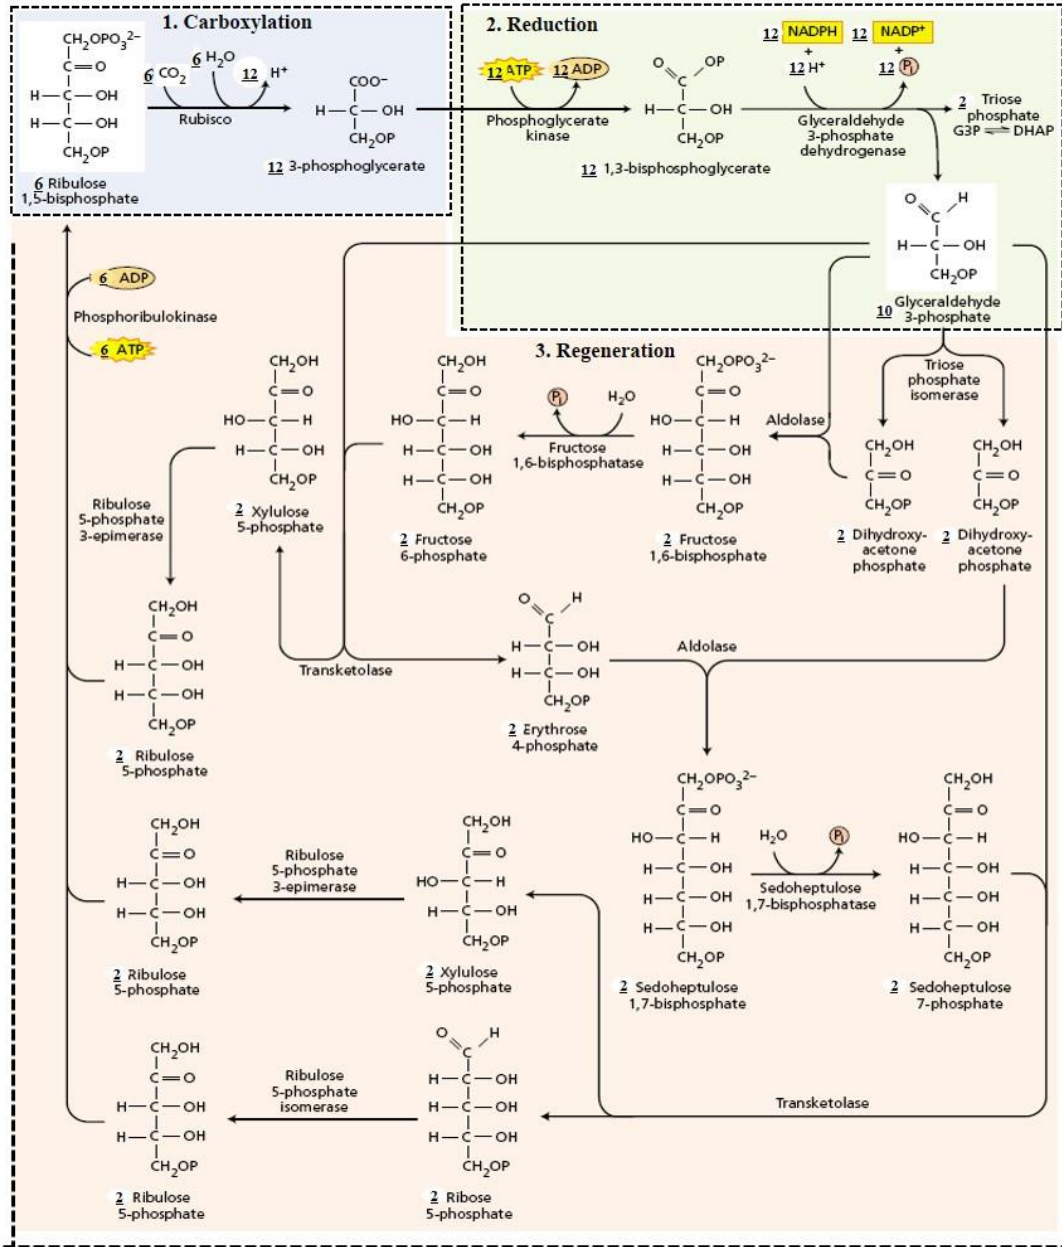 1. Carboxylation
CH2OPO3 2–
C=O
H—C—OH
H—C—OH
CH2OP
6 Ribulose
1,5-bisphosphate
6 CO2
6 H2O
12 H+
Rubisco
COO–
H—C—OH
CH2OP
12 3-phosphoglycerate
2. Reduction
12 ATP
12 ADP
Phosphoglycerate
kinase
O
OP
C
H—C—OH
CH2OP
12 1,3-bisphosphoglycerate
12 NADPH
+
12 H+
12 NADP+
+
12 Pi
Glyceraldehyde
3-phosphate
dehydrogenase
2 Triose
phosphate
G3P ⇌ DHAP
O
H
C
H—C—OH
CH2OP
10 Glyceraldehyde
3-phosphate
6 ADP
Phosphoribulokinase
6 ATP
3. Regeneration
CH2OH
C=O
HO—C—H
H—C—OH
CH2OP
2 Xylulose
5-phosphate
CH2OH
C=O
HO—C—H
H—C—OH
H—C—OH
CH2OP
2 Fructose
6-phosphate
Pi
H2O
Fructose
1,6-bisphosphatase
CH2OPO3 2–
C=O
HO—C—H
H—C—OH
H—C—OH
CH2OP
2 Fructose
1,6-bisphosphate
Aldolase
Triose
phosphate
isomerase
CH2OH
C=O
CH2OP
2 Dihydroxy-
acetone
phosphate
CH2OH
C=O
CH2OP
2 Dihydroxy-
acetone
phosphate
Ribulose
5-phosphate
3-epimerase
CH2OH
C=O
H—C—OH
H—C—OH
CH2OP
2 Ribulose
5-phosphate
Transketolase
O
H
C
H—C—OH
H—C—OH
CH2OP
2 Erythrose
4-phosphate
Aldolase
CH2OPO3 2–
C=O
HO—C—H
H—C—OH
H—C—OH
H—C—OH
CH2OP
2 Sedoheptulose
1,7-bisphosphate
H2O
Pi
Sedoheptulose
1,7-bisphosphatase
CH2OH
C=O
HO—C—H
H—C—OH
H—C—OH
H—C—OH
CH2OP
2 Sedoheptulose
7-phosphate
CH2OH
C=O
H—C—OH
H—C—OH
CH2OP
2 Ribulose
5-phosphate
Ribulose
5-phosphate
3-epimerase
CH2OH
C=O
HO—C—H
H—C—OH
CH2OP
2 Xylulose
5-phosphate
CH2OH
C=O
H—C—OH
H—C—OH
CH2OP
2 Ribulose
5-phosphate
Ribulose
5-phosphate
isomerase
O
H
C
H—C—OH
H—C—OH
H—C—OH
CH2OP
2 Ribose
5-phosphate
Transketolase